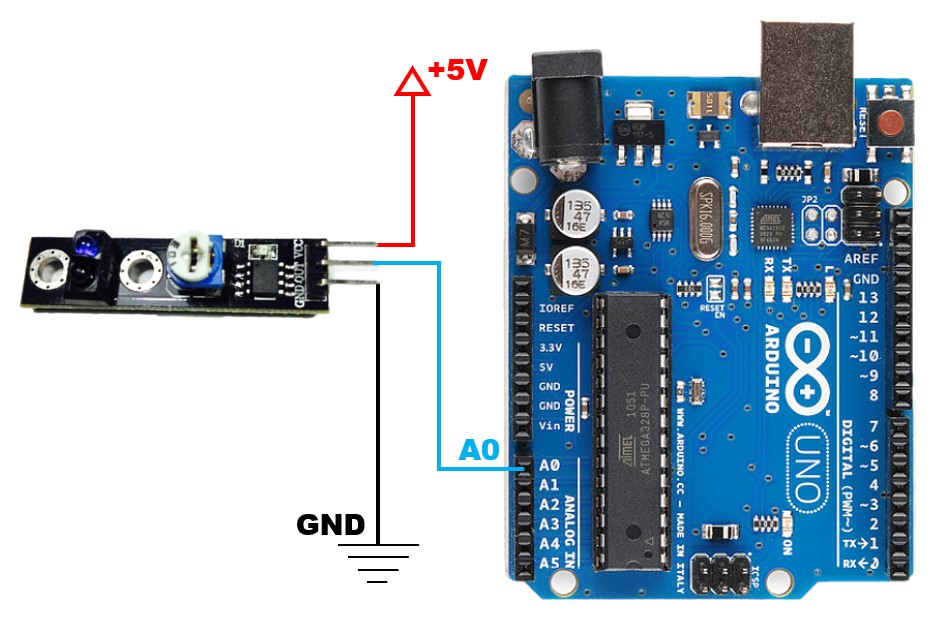 +5V
A0
GND
D1
GND OUT VCC
M7
135
47
16E
135
47
16E
SPK16.000G
RESET
JP2
RX
TX
RESET
EN
IOREF
RESET
3.3V
5V
GND
GND
Vin
POWER
A0
A1
A2
A3
A4
A5
ANALOG IN
ATMEL
ATMEGA328P-PU
1051
WWW.ARDUINO.CC - MADE IN ITALY
ARDUINO
UNO
ON
ICSP
AREF
GND
13
12
~11
~10
~9
8
7
~6
~5
4
~3
2
TX→1
RX←0
DIGITAL (PWM~)